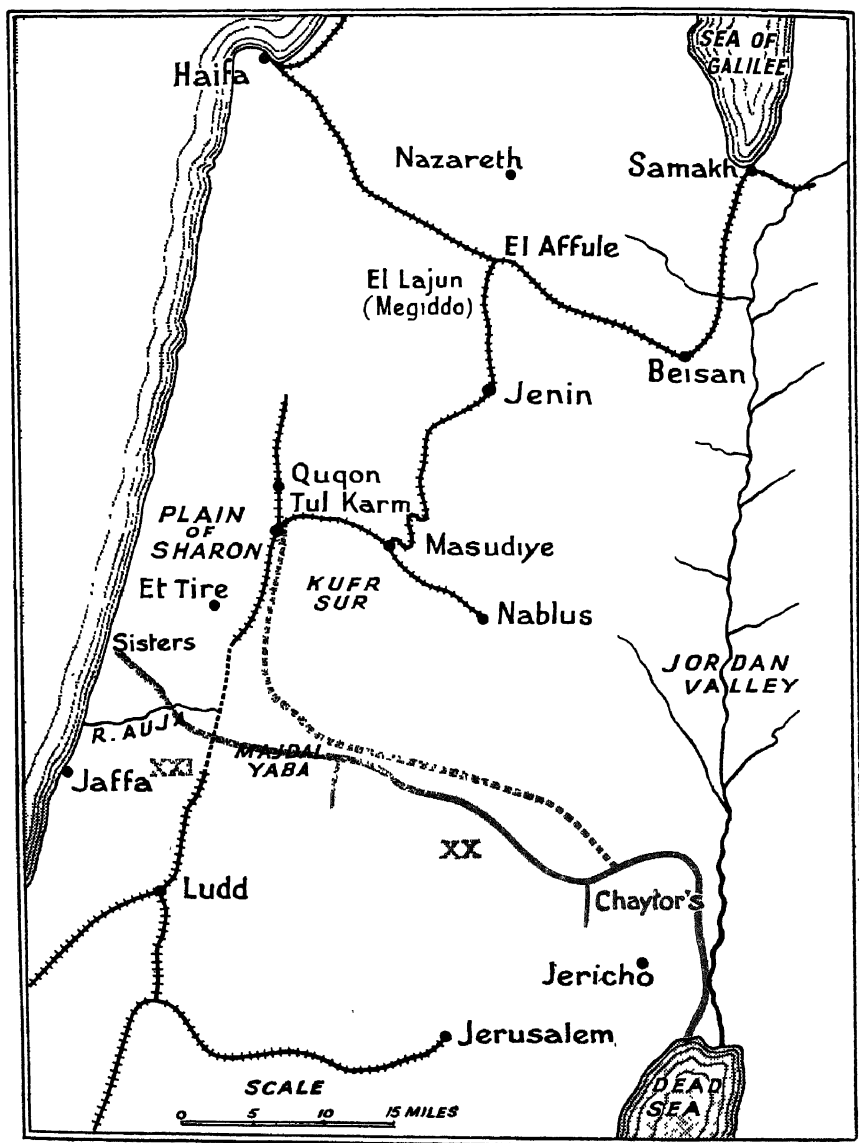 SEA OF
GALILEE
Haifa
Nazareth
Samakh
El Affule
El Lajun
(Megiddo)
Beisan
Jenin
Quqon
Tul Karm
PLAIN
OF
SHARON
Masudiye
Et Tire
KUFR
SUR
Nablus
Sisters
JORDAN
VALLEY
R. AUJA
MAJDAL
YABA
Jaffa
XXI
XX
Ludd
Chaytor's
Jericho
Jerusalem
SCALE
0 5 10 15 MILES
DEAD
SEA